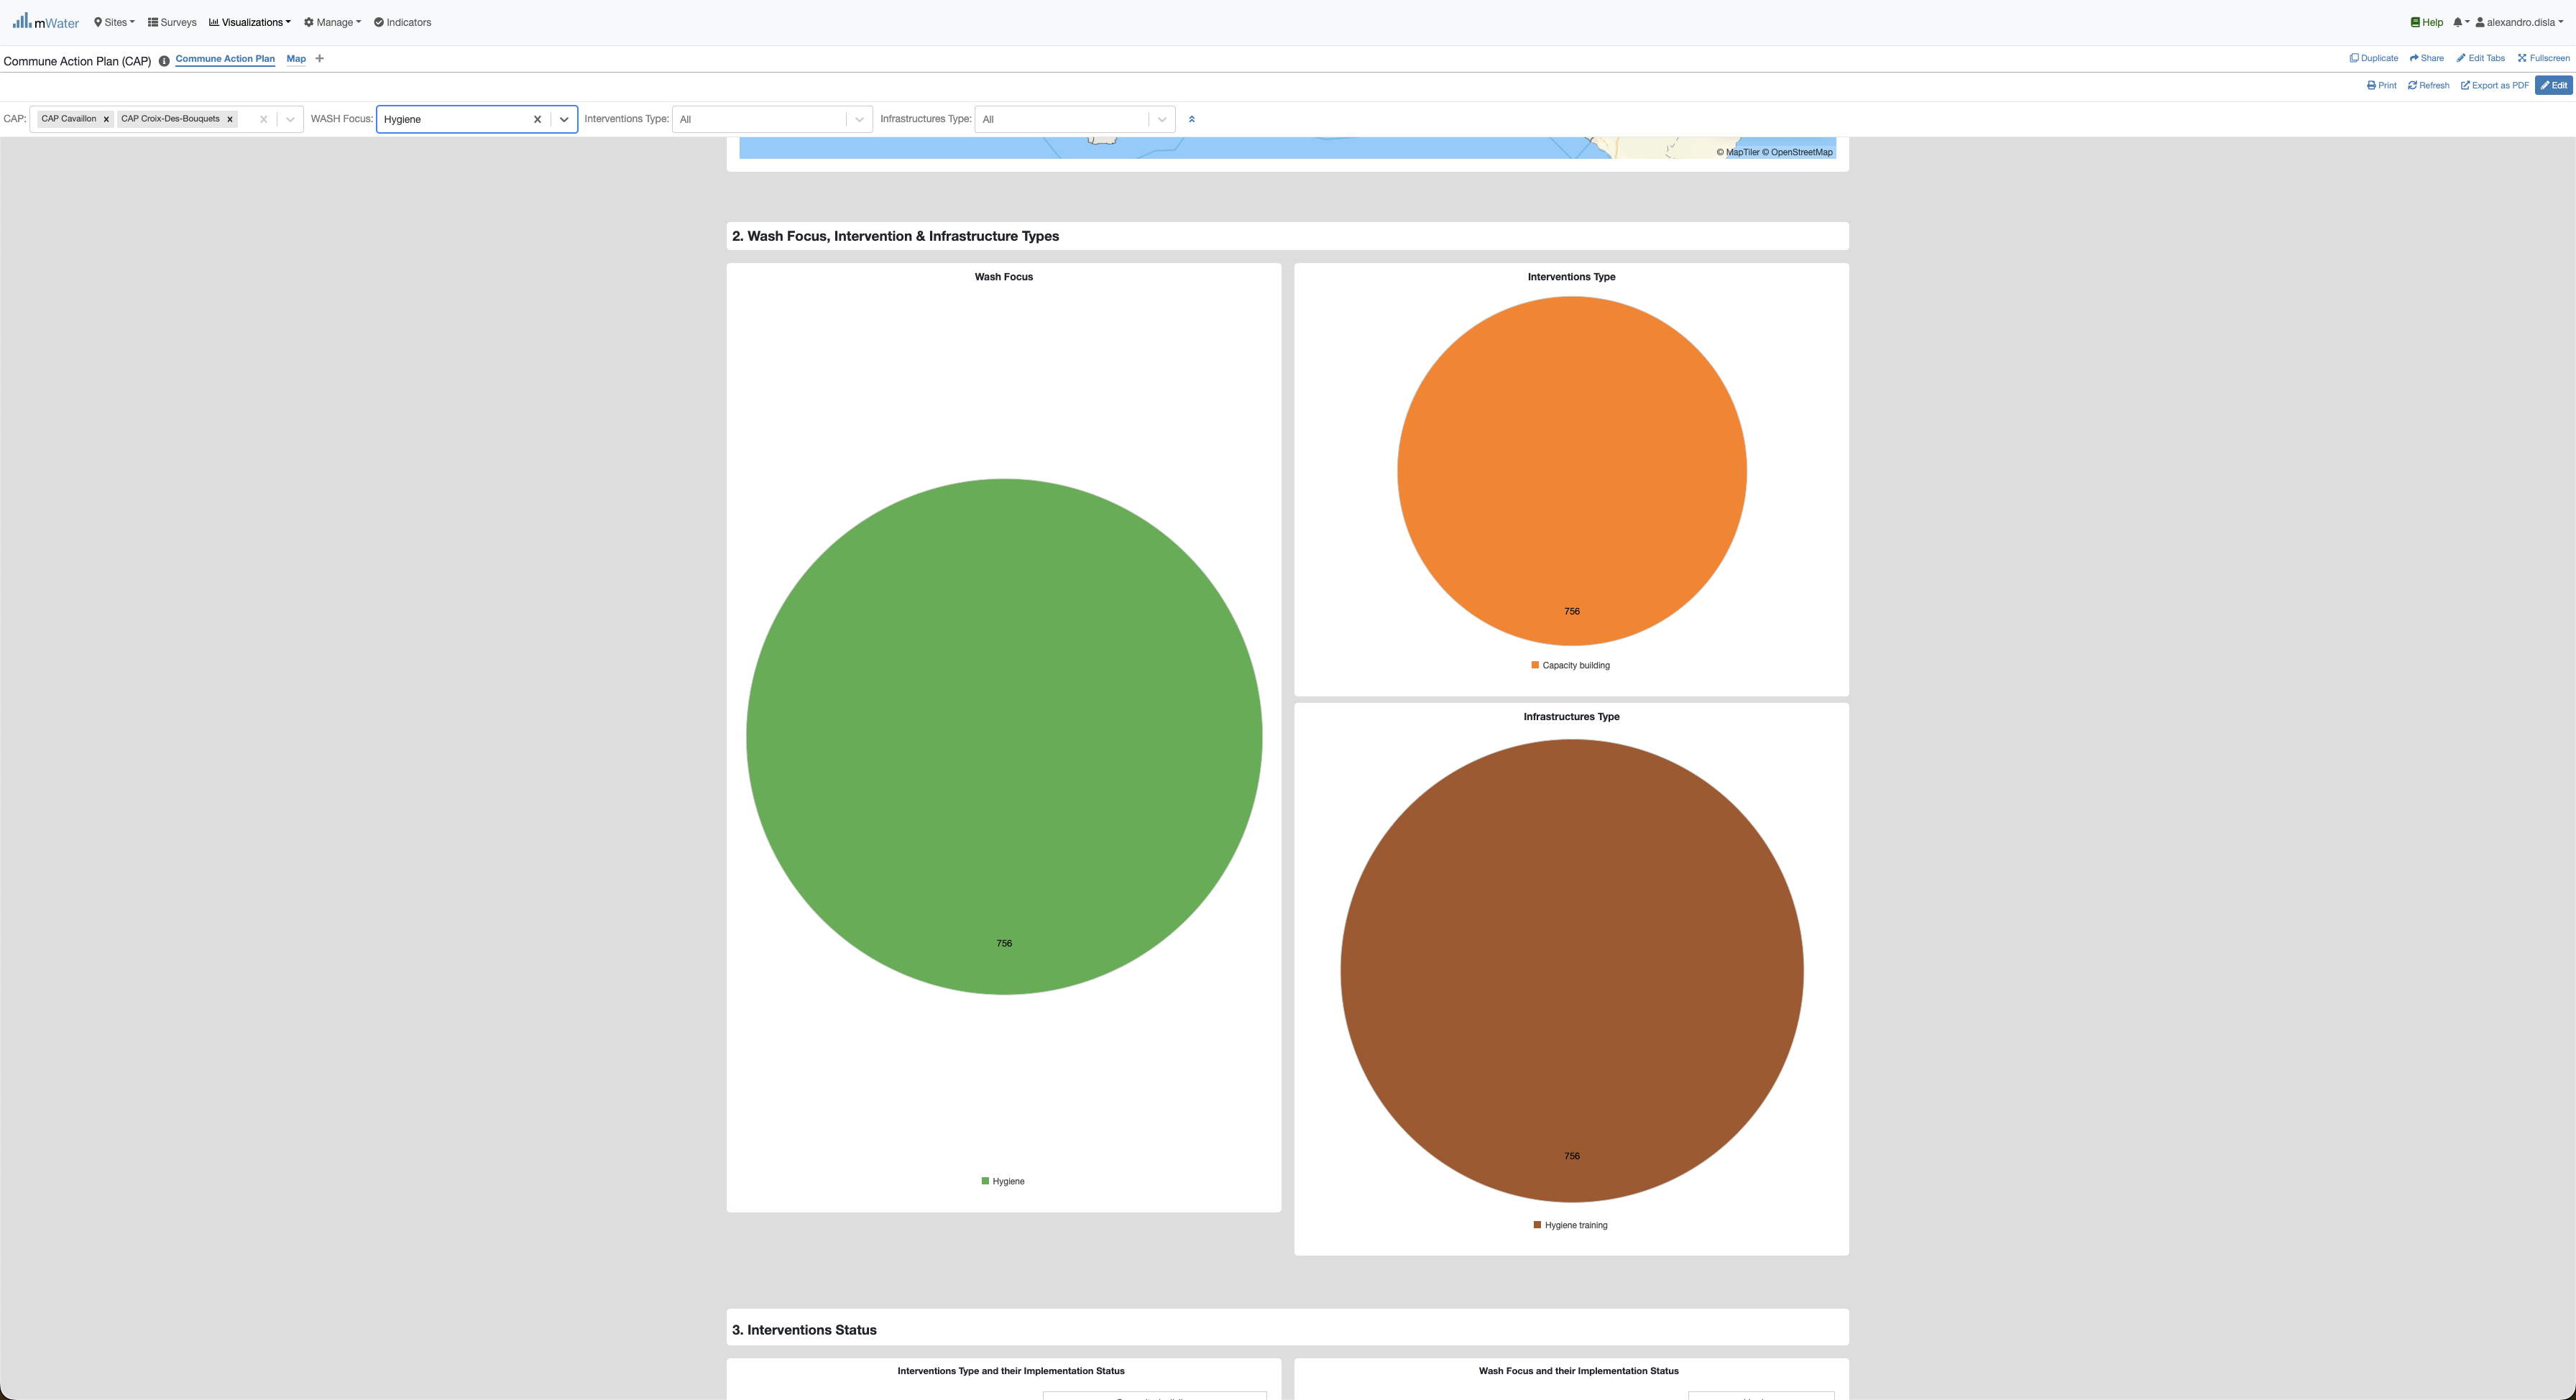 mWater Sites Surveys Visualizations Manage Indicators Help alexandro.disla
Commune Action Plan (CAP) Commune Action Plan Map Duplicate Share Edit Tabs Fullscreen
Print Refresh Export as PDF Edit
CAP: CAP Cavaillon CAP Croix-Des-Bouquets WASH Focus: Hygiene Interventions Type: All Infrastructures Type: All
© MapTiler © OpenStreetMap
2. Wash Focus, Intervention & Infrastructure Types
Wash Focus
756
Hygiene
Interventions Type
756
Capacity building
Infrastructures Type
756
Hygiene training
3. Interventions Status
Interventions Type and their Implementation Status
Wash Focus and their Implementation Status